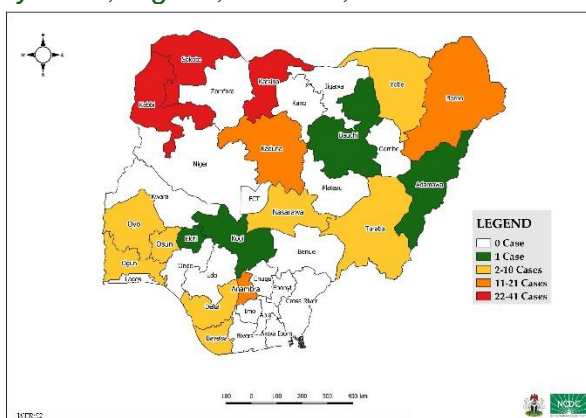 Sokoto
Katsina
Jigawa
Yobe
Borno
Zamfara
Kebbi
Kano
Kaduna
Bauchi
Gombe
Niger
Adamawa
Plateau
FCT
Kwara
Nasarawa
Taraba
Oyo
Osun
Ekiti
Kogi
Benue
Ogun
Ondo
Edo
Lagos
Enugu
Anambra
Ebonyi
Cross River
Delta
Imo
Abia
Bayelsa
Rivers
Akwa Ibom
LEGEND
0 Case
1 Case
2-10 Cases
11-21 Cases
22-41 Cases
100 0 100 200 300 400 km
NCDC